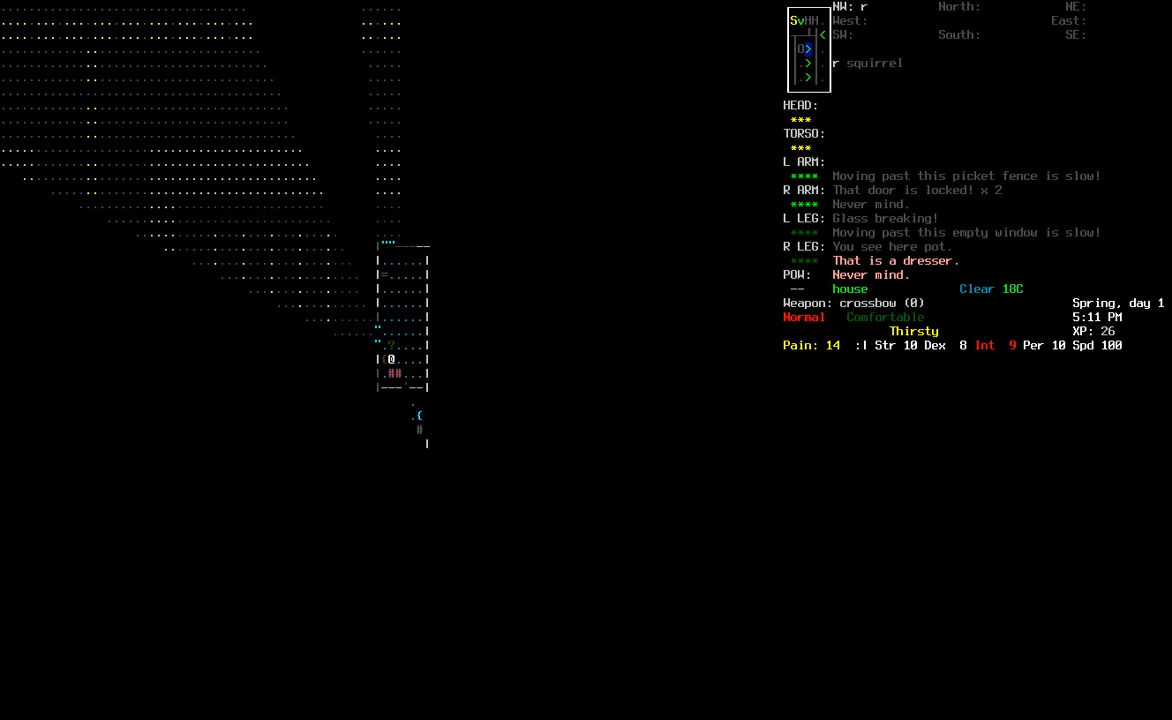 NW: r North: NE:
SvHH. West: East:
SW: South: SE:
r squirrel
HEAD:
***
TORSO:
***
L ARM:
**** Moving past this picket fence is slow!
R ARM: That door is locked! x 2
**** Never mind.
L LEG: Glass breaking!
**** Moving past this empty window is slow!
R LEG: You see here pot.
**** That is a dresser.
POW: Never mind.
-- house Clear 18C
Weapon: crossbow (0) Spring, day 1
Normal Comfortable 5:11 PM
Thirsty XP: 26
Pain: 14 :| Str 10 Dex 8 Int 9 Per 10 Spd 100